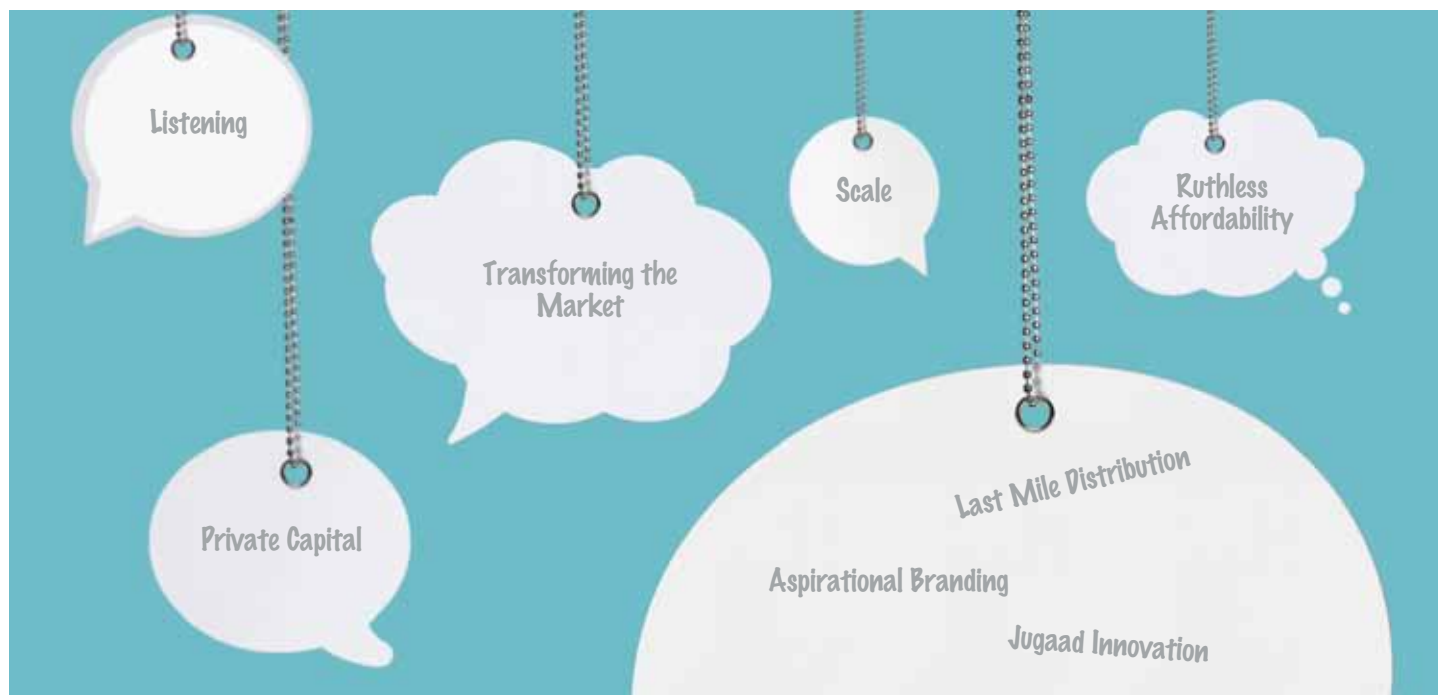 Listening
Transforming the
Market
Scale
Ruthless
Affordability
Private Capital
Last Mile Distribution
Aspirational Branding
Jugaad Innovation